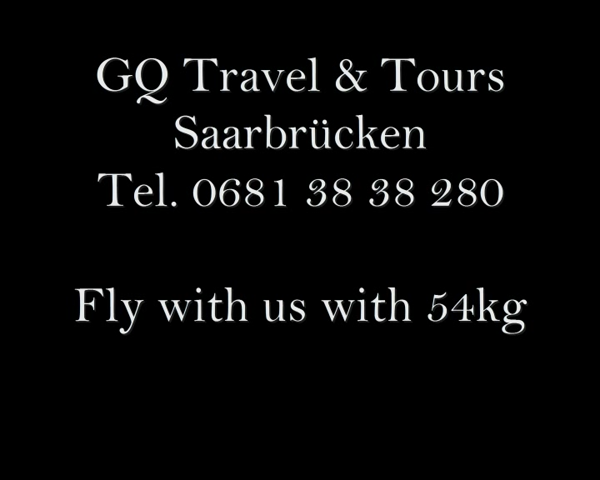 GQ Travel & Tours
Saarbrücken
Tel. 0681 38 38 280
Fly with us with 54kg